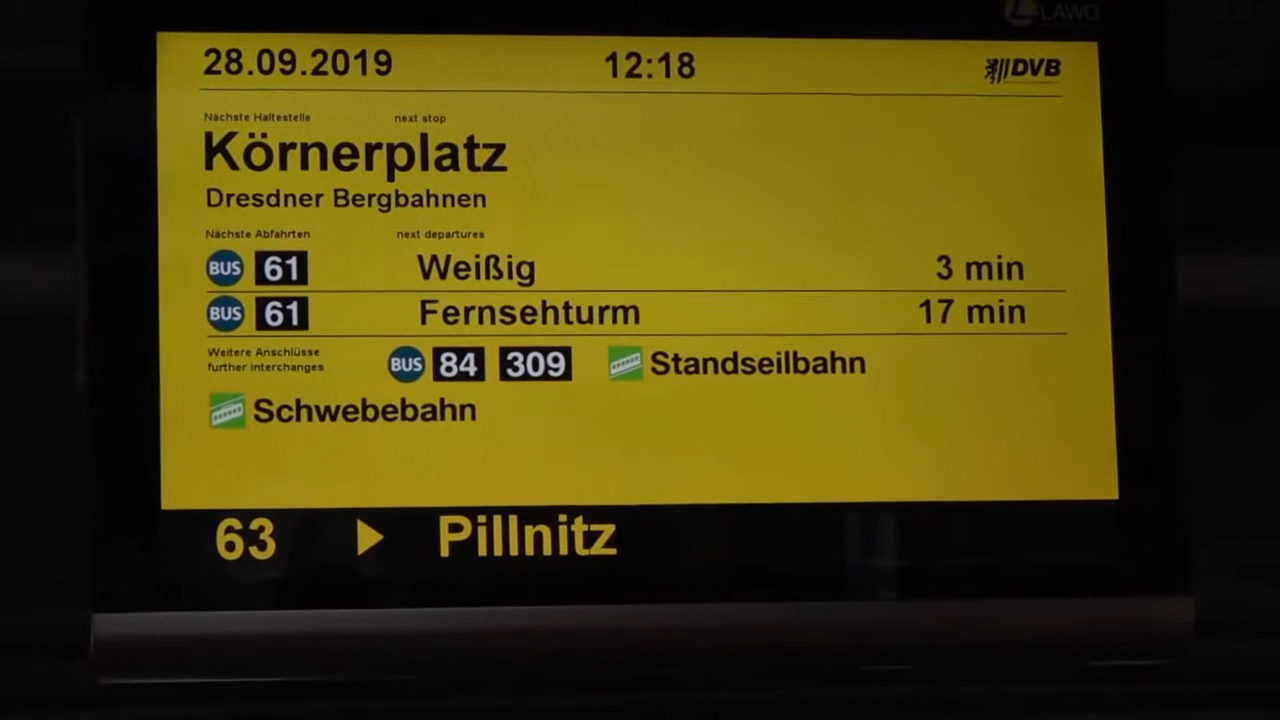 LAWO
28.09.2019 12:18 DVB
Nächste Haltestelle next stop
Körnerplatz
Dresdner Bergbahnen
Nächste Abfahrten next departures
BUS 61 Weißig 3 min
BUS 61 Fernsehturm 17 min
Weitere Anschlüsse
further interchanges
BUS 84 309 Standseilbahn
Schwebebahn
63 Pillnitz